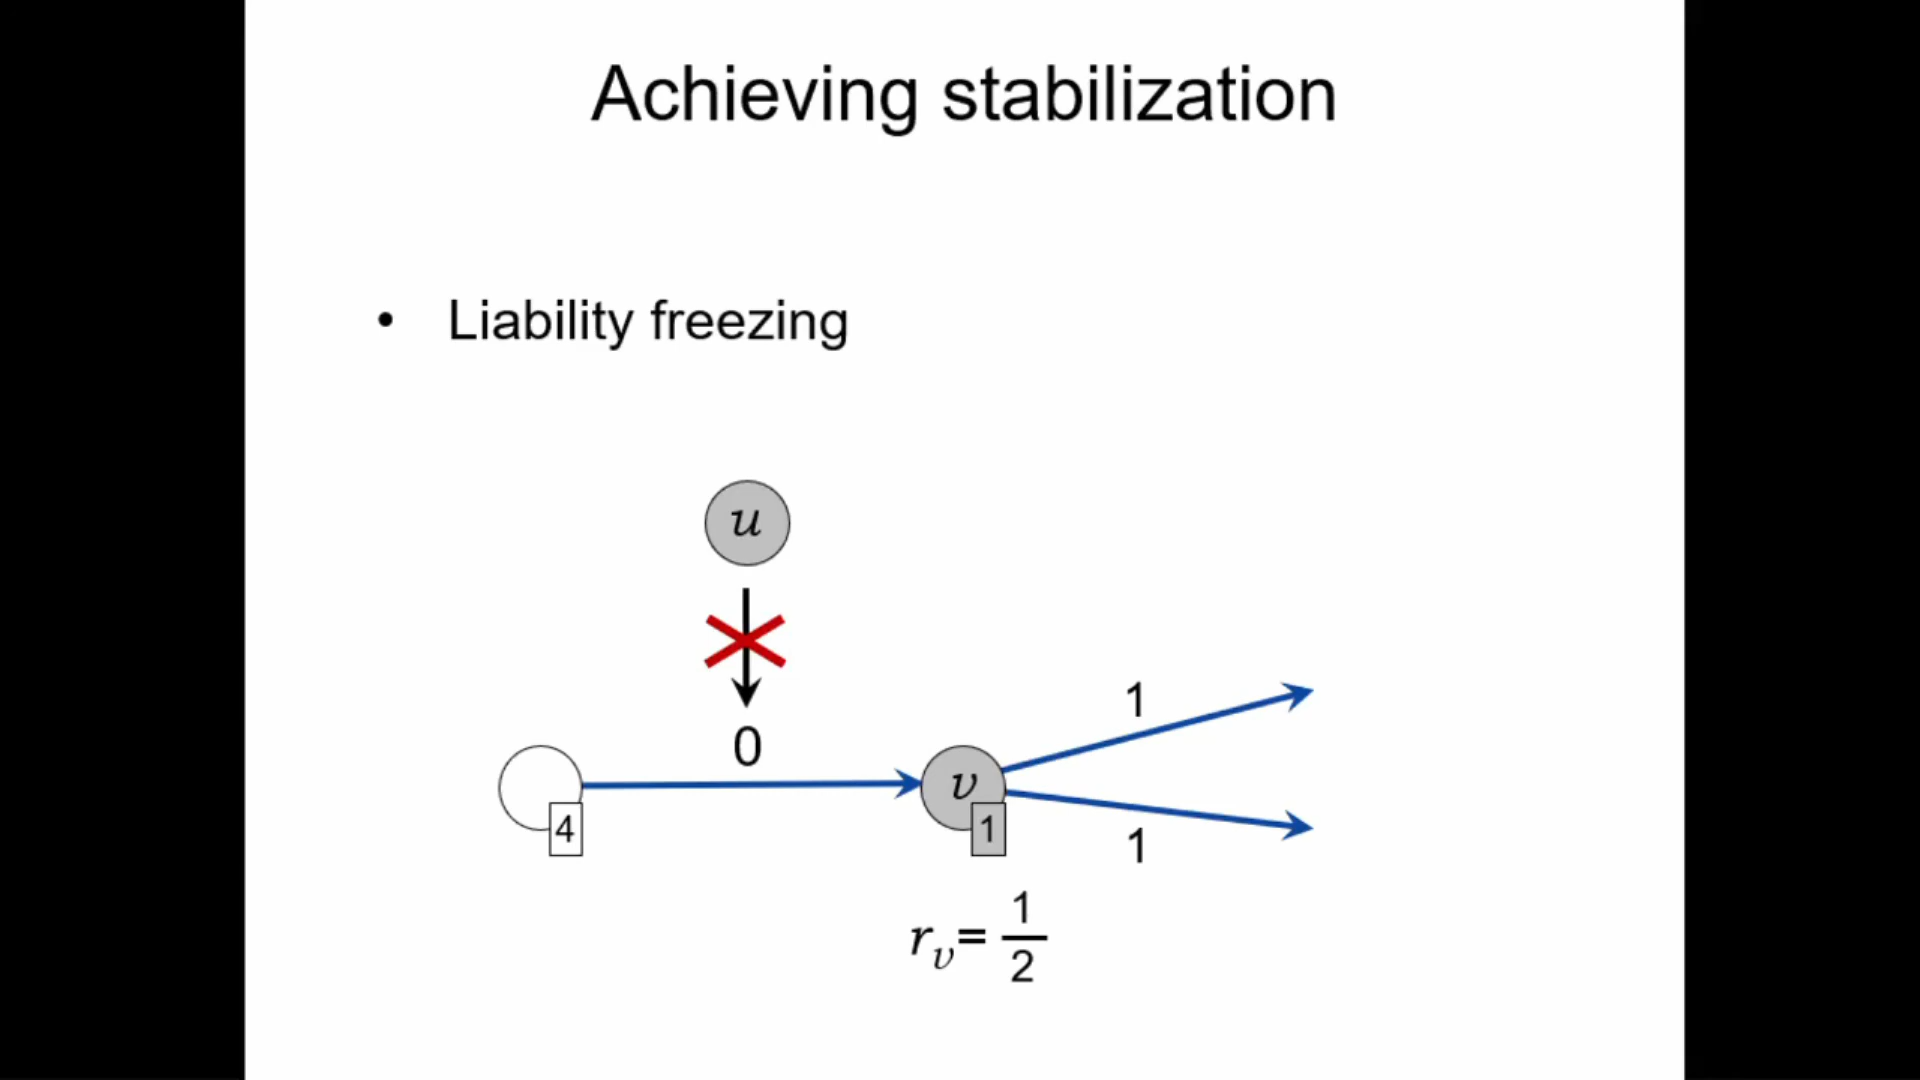 Achieving stabilization
• Liability freezing
u
0
1
v
4
1
1
r_v = 1/2